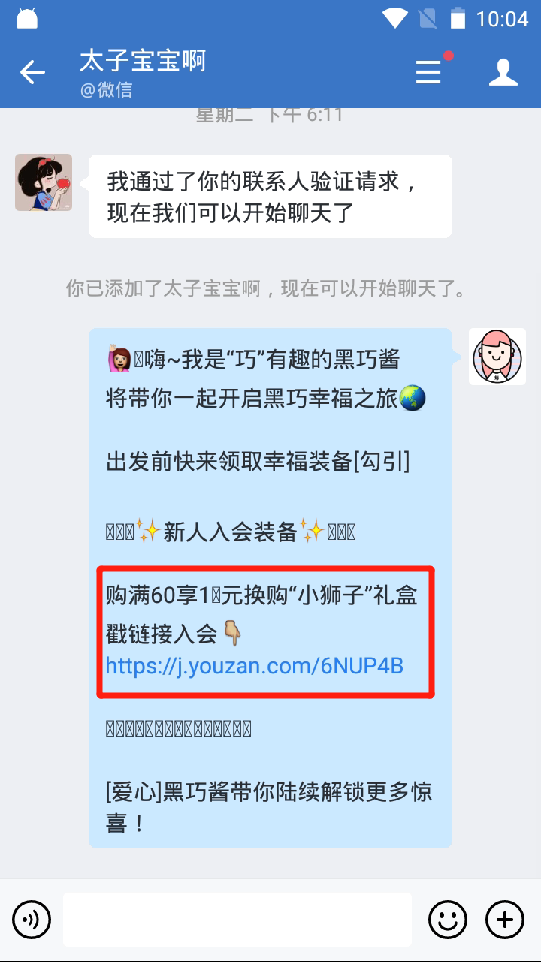 10:04
太子宝宝啊
@微信
星期二 下午 6:11
我通过了你的联系人验证请求，
现在我们可以开始聊天了
你已添加了太子宝宝啊，现在可以开始聊天了。
嗨~我是“巧”有趣的黑巧酱
将带你一起开启黑巧幸福之旅🌏
出发前快来领取幸福装备[勾引]
✨新人入会装备✨
购满60享1元换购“小狮子”礼盒
戳链接入会👇
https://j.youzan.com/6NUP4B
[爱心]黑巧酱带你陆续解锁更多惊
喜！